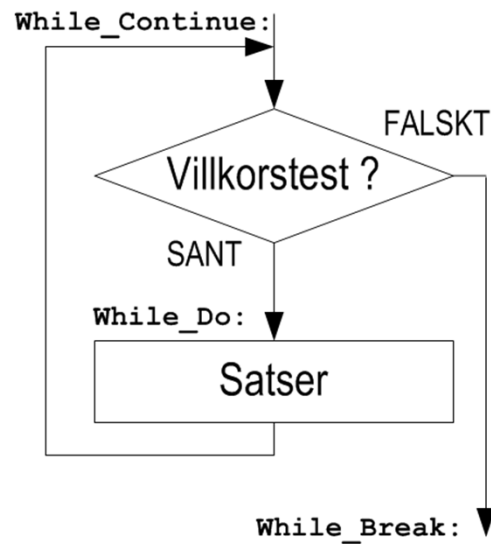 While_Continue:
FALSKT
Villkorstest ?
SANT
While_Do:
Satser
While_Break: